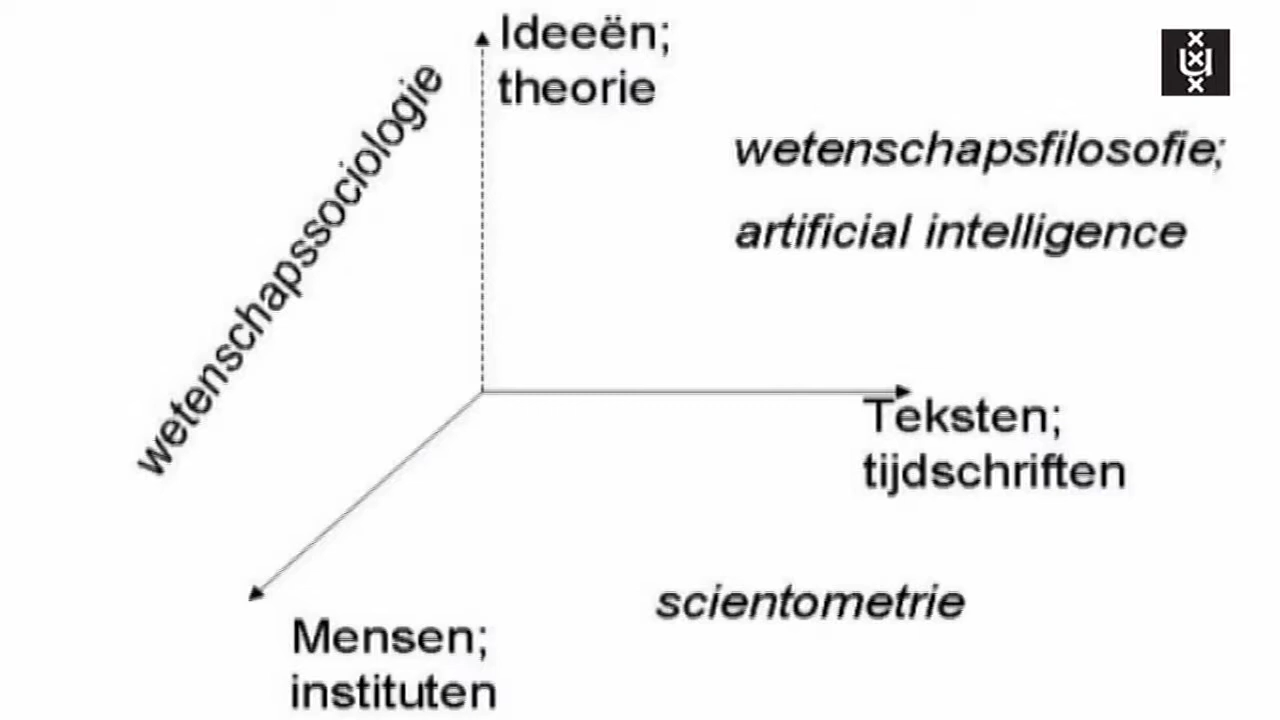 Ideeën;
theorie
wetenschapssociologie
wetenschapsfilosofie;
artificial intelligence
Teksten;
tijdschriften
scientometrie
Mensen;
instituten